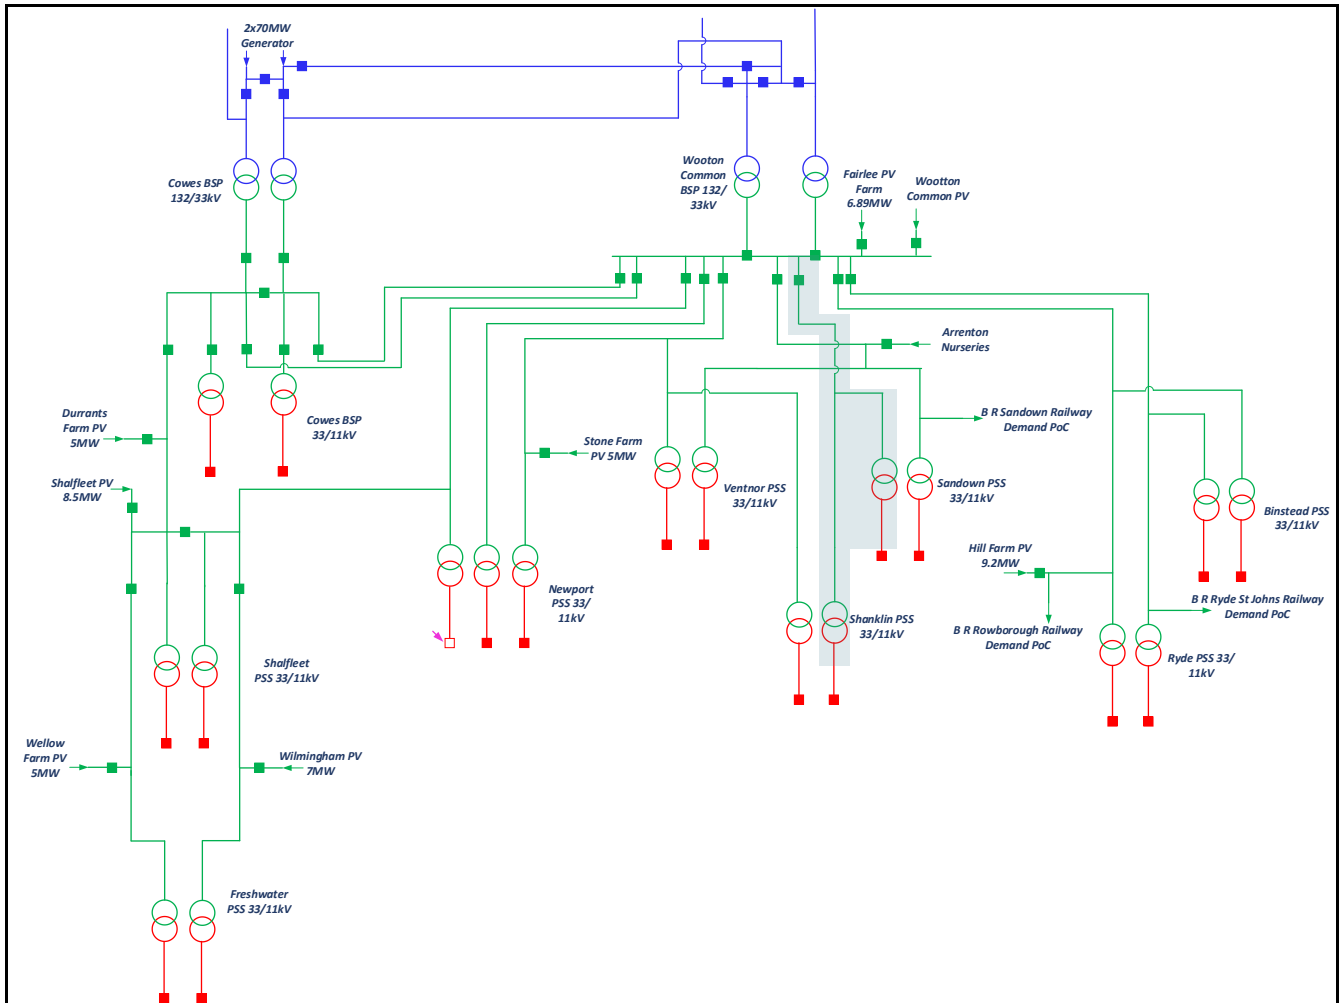 2x70MW
Generator
Cowes BSP
132/33kV
Wooton
Common
BSP 132/
33kV
Fairlee PV
Farm
6.89MW
Wootton
Common PV
Arrenton
Nurseries
Cowes BSP
33/11kV
Durrants
Farm PV
5MW
B R Sandown Railway
Demand PoC
Stone Farm
PV 5MW
Shalfleet PV
8.5MW
Ventnor PSS
33/11kV
Sandown PSS
33/11kV
Binstead PSS
33/11kV
Hill Farm PV
9.2MW
Newport
PSS 33/
11kV
B R Ryde St Johns Railway
Demand PoC
Shanklin PSS
33/11kV
B R Rowborough Railway
Demand PoC
Shalfleet
PSS 33/11kV
Ryde PSS 33/
11kV
Wellow
Farm PV
5MW
Wilmingham PV
7MW
Freshwater
PSS 33/11kV